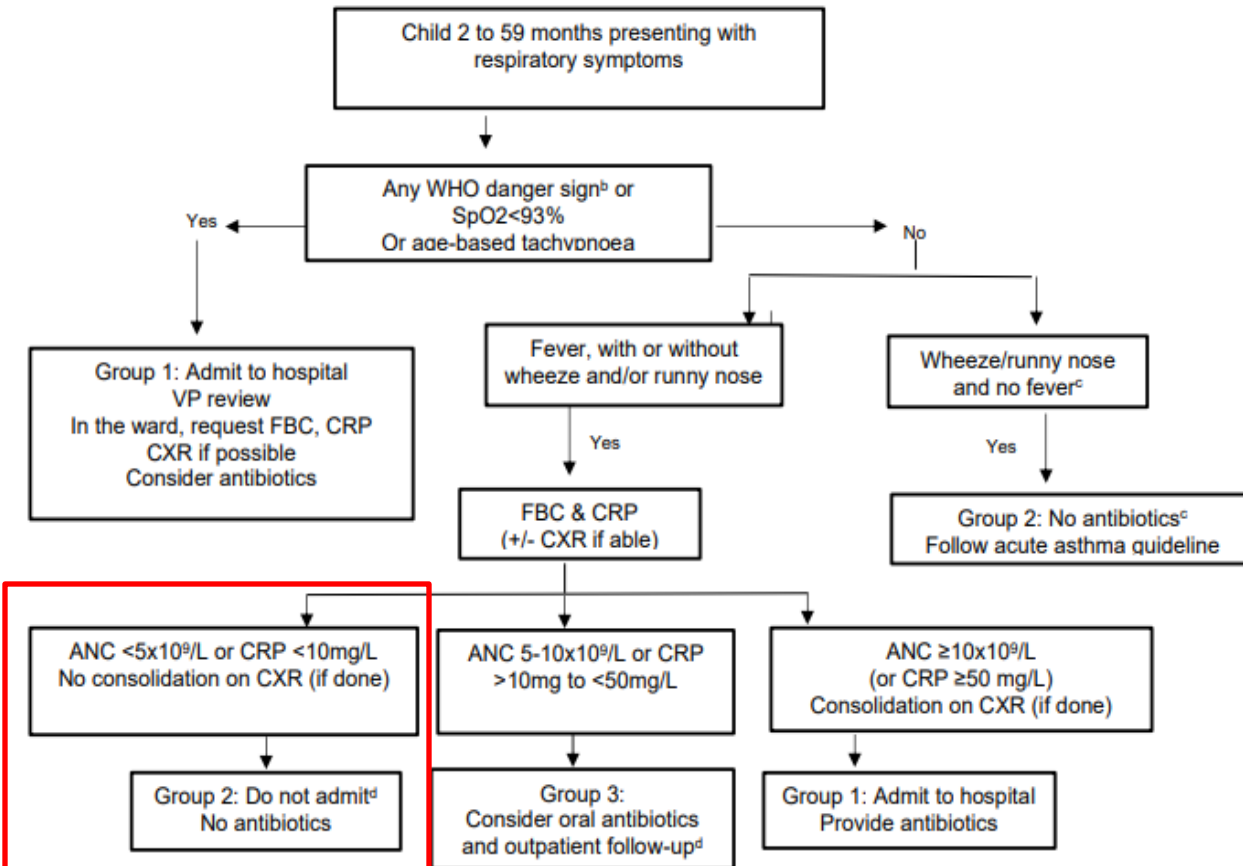 Child 2 to 59 months presenting with
respiratory symptoms
Any WHO danger signᵇ or
SpO2<93%
Or age-based tachypnoea
Yes
No
Group 1: Admit to hospital
VP review
In the ward, request FBC, CRP
CXR if possible
Consider antibiotics
Fever, with or without
wheeze and/or runny nose
Wheeze/runny nose
and no feverᶜ
Yes
Yes
FBC & CRP
(+/- CXR if able)
Group 2: No antibioticsᶜ
Follow acute asthma guideline
ANC <5x10⁹/L or CRP <10mg/L
No consolidation on CXR (if done)
ANC 5-10x10⁹/L or CRP
>10mg to <50mg/L
ANC ≥10x10⁹/L
(or CRP ≥50 mg/L)
Consolidation on CXR (if done)
Group 2: Do not admitᵈ
No antibiotics
Group 3:
Consider oral antibiotics
and outpatient follow-upᵈ
Group 1: Admit to hospital
Provide antibiotics